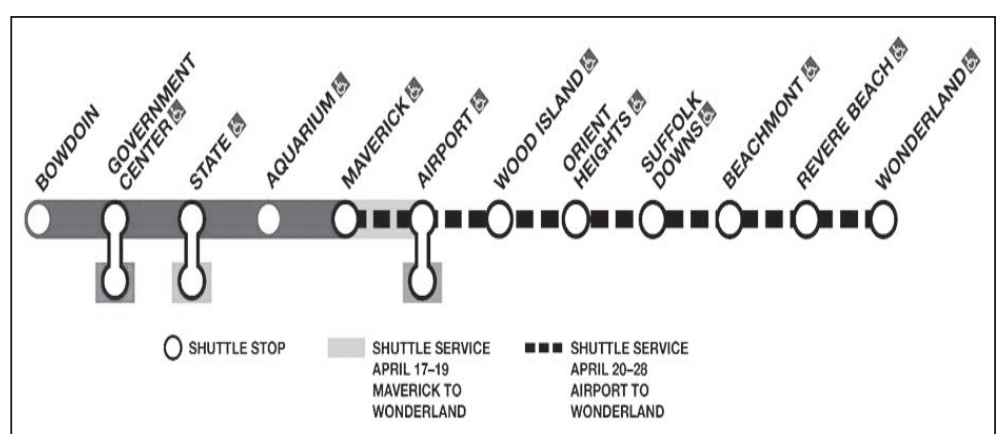 BOWDOIN
GOVERNMENT
CENTER
STATE
AQUARIUM
MAVERICK
AIRPORT
WOOD ISLAND
ORIENT
HEIGHTS
SUFFOLK
DOWNS
BEACHMONT
REVERE BEACH
WONDERLAND
SHUTTLE STOP
SHUTTLE SERVICE
APRIL 17–19
MAVERICK TO
WONDERLAND
SHUTTLE SERVICE
APRIL 20–28
AIRPORT TO
WONDERLAND